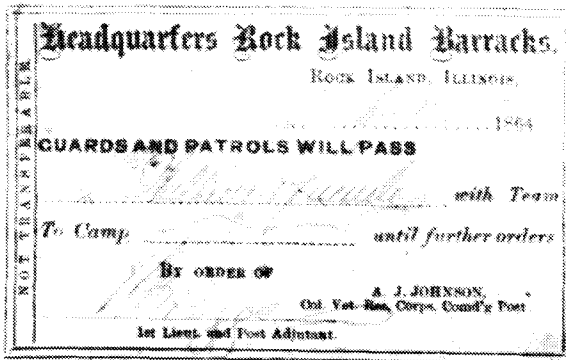 Headquarters Rock Island Barracks.
ROCK ISLAND, ILLINOIS,
1864
NOT TRANSFERABLE
GUARDS AND PATROLS WILL PASS
with Team
To Camp until further orders
BY ORDER OF
A. J. JOHNSON,
Col. Vet. Res. Corps, Comd'g Post
1st Lieut. and Post Adjutant.